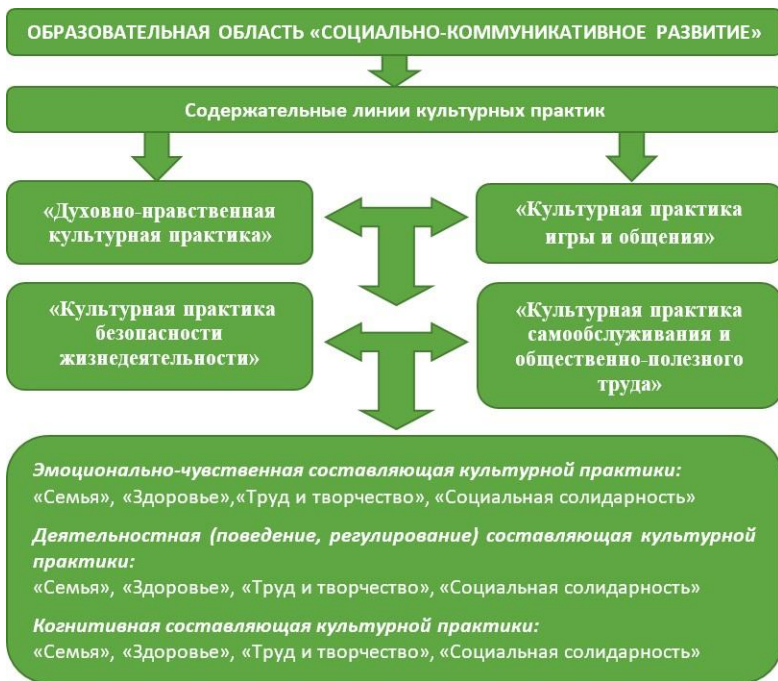 ОБРАЗОВАТЕЛЬНАЯ ОБЛАСТЬ «СОЦИАЛЬНО-КОММУНИКАТИВНОЕ РАЗВИТИЕ»
Содержательные линии культурных практик
«Духовно-нравственная
культурная практика»
«Культурная практика
игры и общения»
«Культурная практика
безопасности
жизнедеятельности»
«Культурная практика
самообслуживания и
общественно-полезного
труда»
Эмоционально-чувственная составляющая культурной практики:
«Семья», «Здоровье»,«Труд и творчество», «Социальная солидарность»
Деятельностная (поведение, регулирование) составляющая культурной
практики:
«Семья», «Здоровье», «Труд и творчество», «Социальная солидарность»
Когнитивная составляющая культурной практики:
«Семья», «Здоровье», «Труд и творчество», «Социальная солидарность»